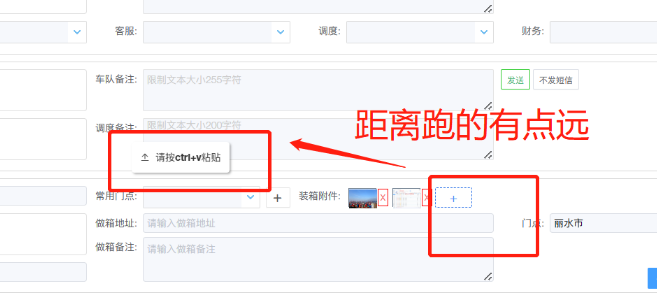 客服:
调度:
财务:
车队备注:
限制文本大小255字符
发送
不发短信
调度备注:
限制文本大小200字符
距离跑的有点远
请按ctrl+v粘贴
常用门点:
+
装箱附件:
X
X
+
做箱地址:
请输入做箱地址
门点:
丽水市
做箱备注:
请输入做箱备注